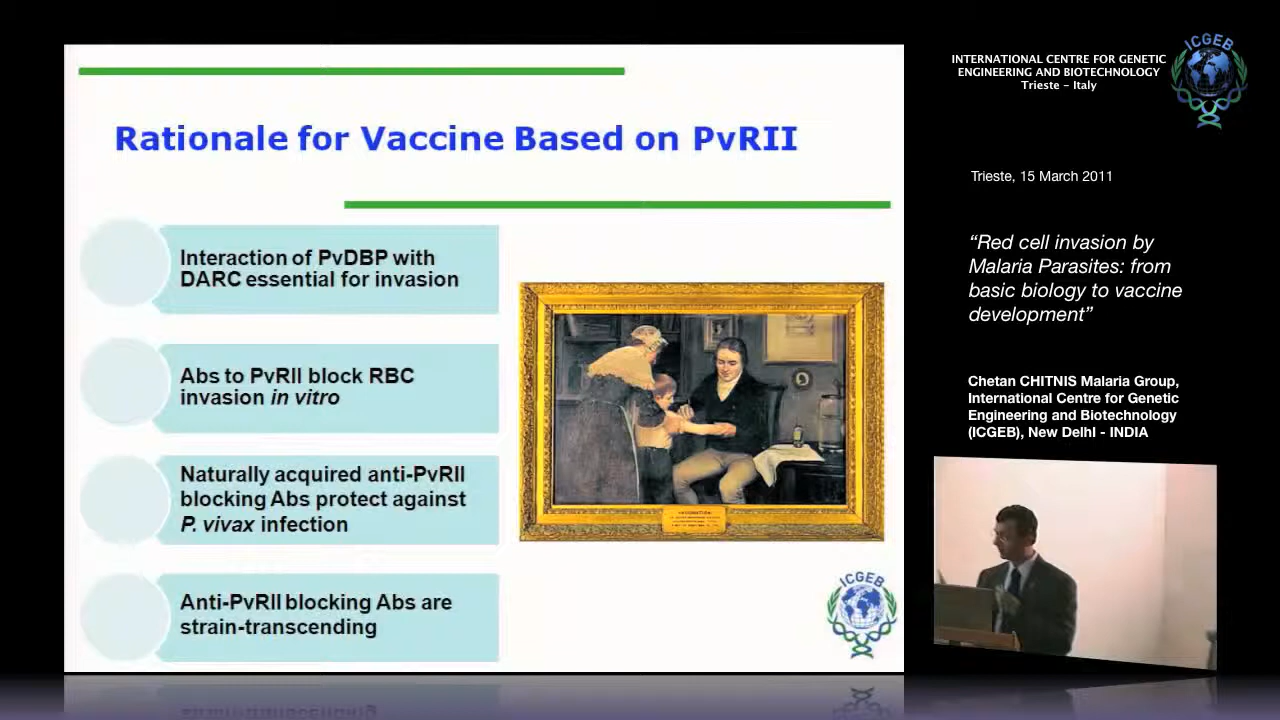 Rationale for Vaccine Based on PvRII
Interaction of PvDBP with
DARC essential for invasion
Abs to PvRII block RBC
invasion in vitro
Naturally acquired anti-PvRII
blocking Abs protect against
P. vivax infection
Anti-PvRII blocking Abs are
strain-transcending
ICGEB
INTERNATIONAL CENTRE FOR GENETIC
ENGINEERING AND BIOTECHNOLOGY
Trieste - Italy
ICGEB
Trieste, 15 March 2011
“Red cell invasion by
Malaria Parasites: from
basic biology to vaccine
development”
Chetan CHITNIS Malaria Group,
International Centre for Genetic
Engineering and Biotechnology
(ICGEB), New DelhI - INDIA